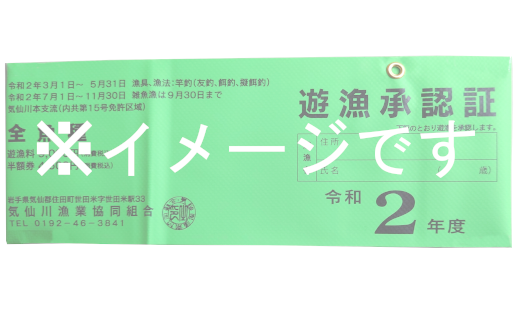 令和2年3月1日～ 5月31日 漁具、漁法:竿釣(友釣、餌釣、擬餌釣)
令和2年7月1日～11月30日 雑魚漁は9月30日まで
気仙川本支流(内共第15号免許区域)
全魚種
遊漁料
半額券
岩手県気仙郡住田町世田米字世田米駅33
気仙川漁業協同組合
TEL 0192-46-3841
遊漁承認証
のとおり遊漁を承認します。
住所
氏名 歳)
令和2年度
※イメージです